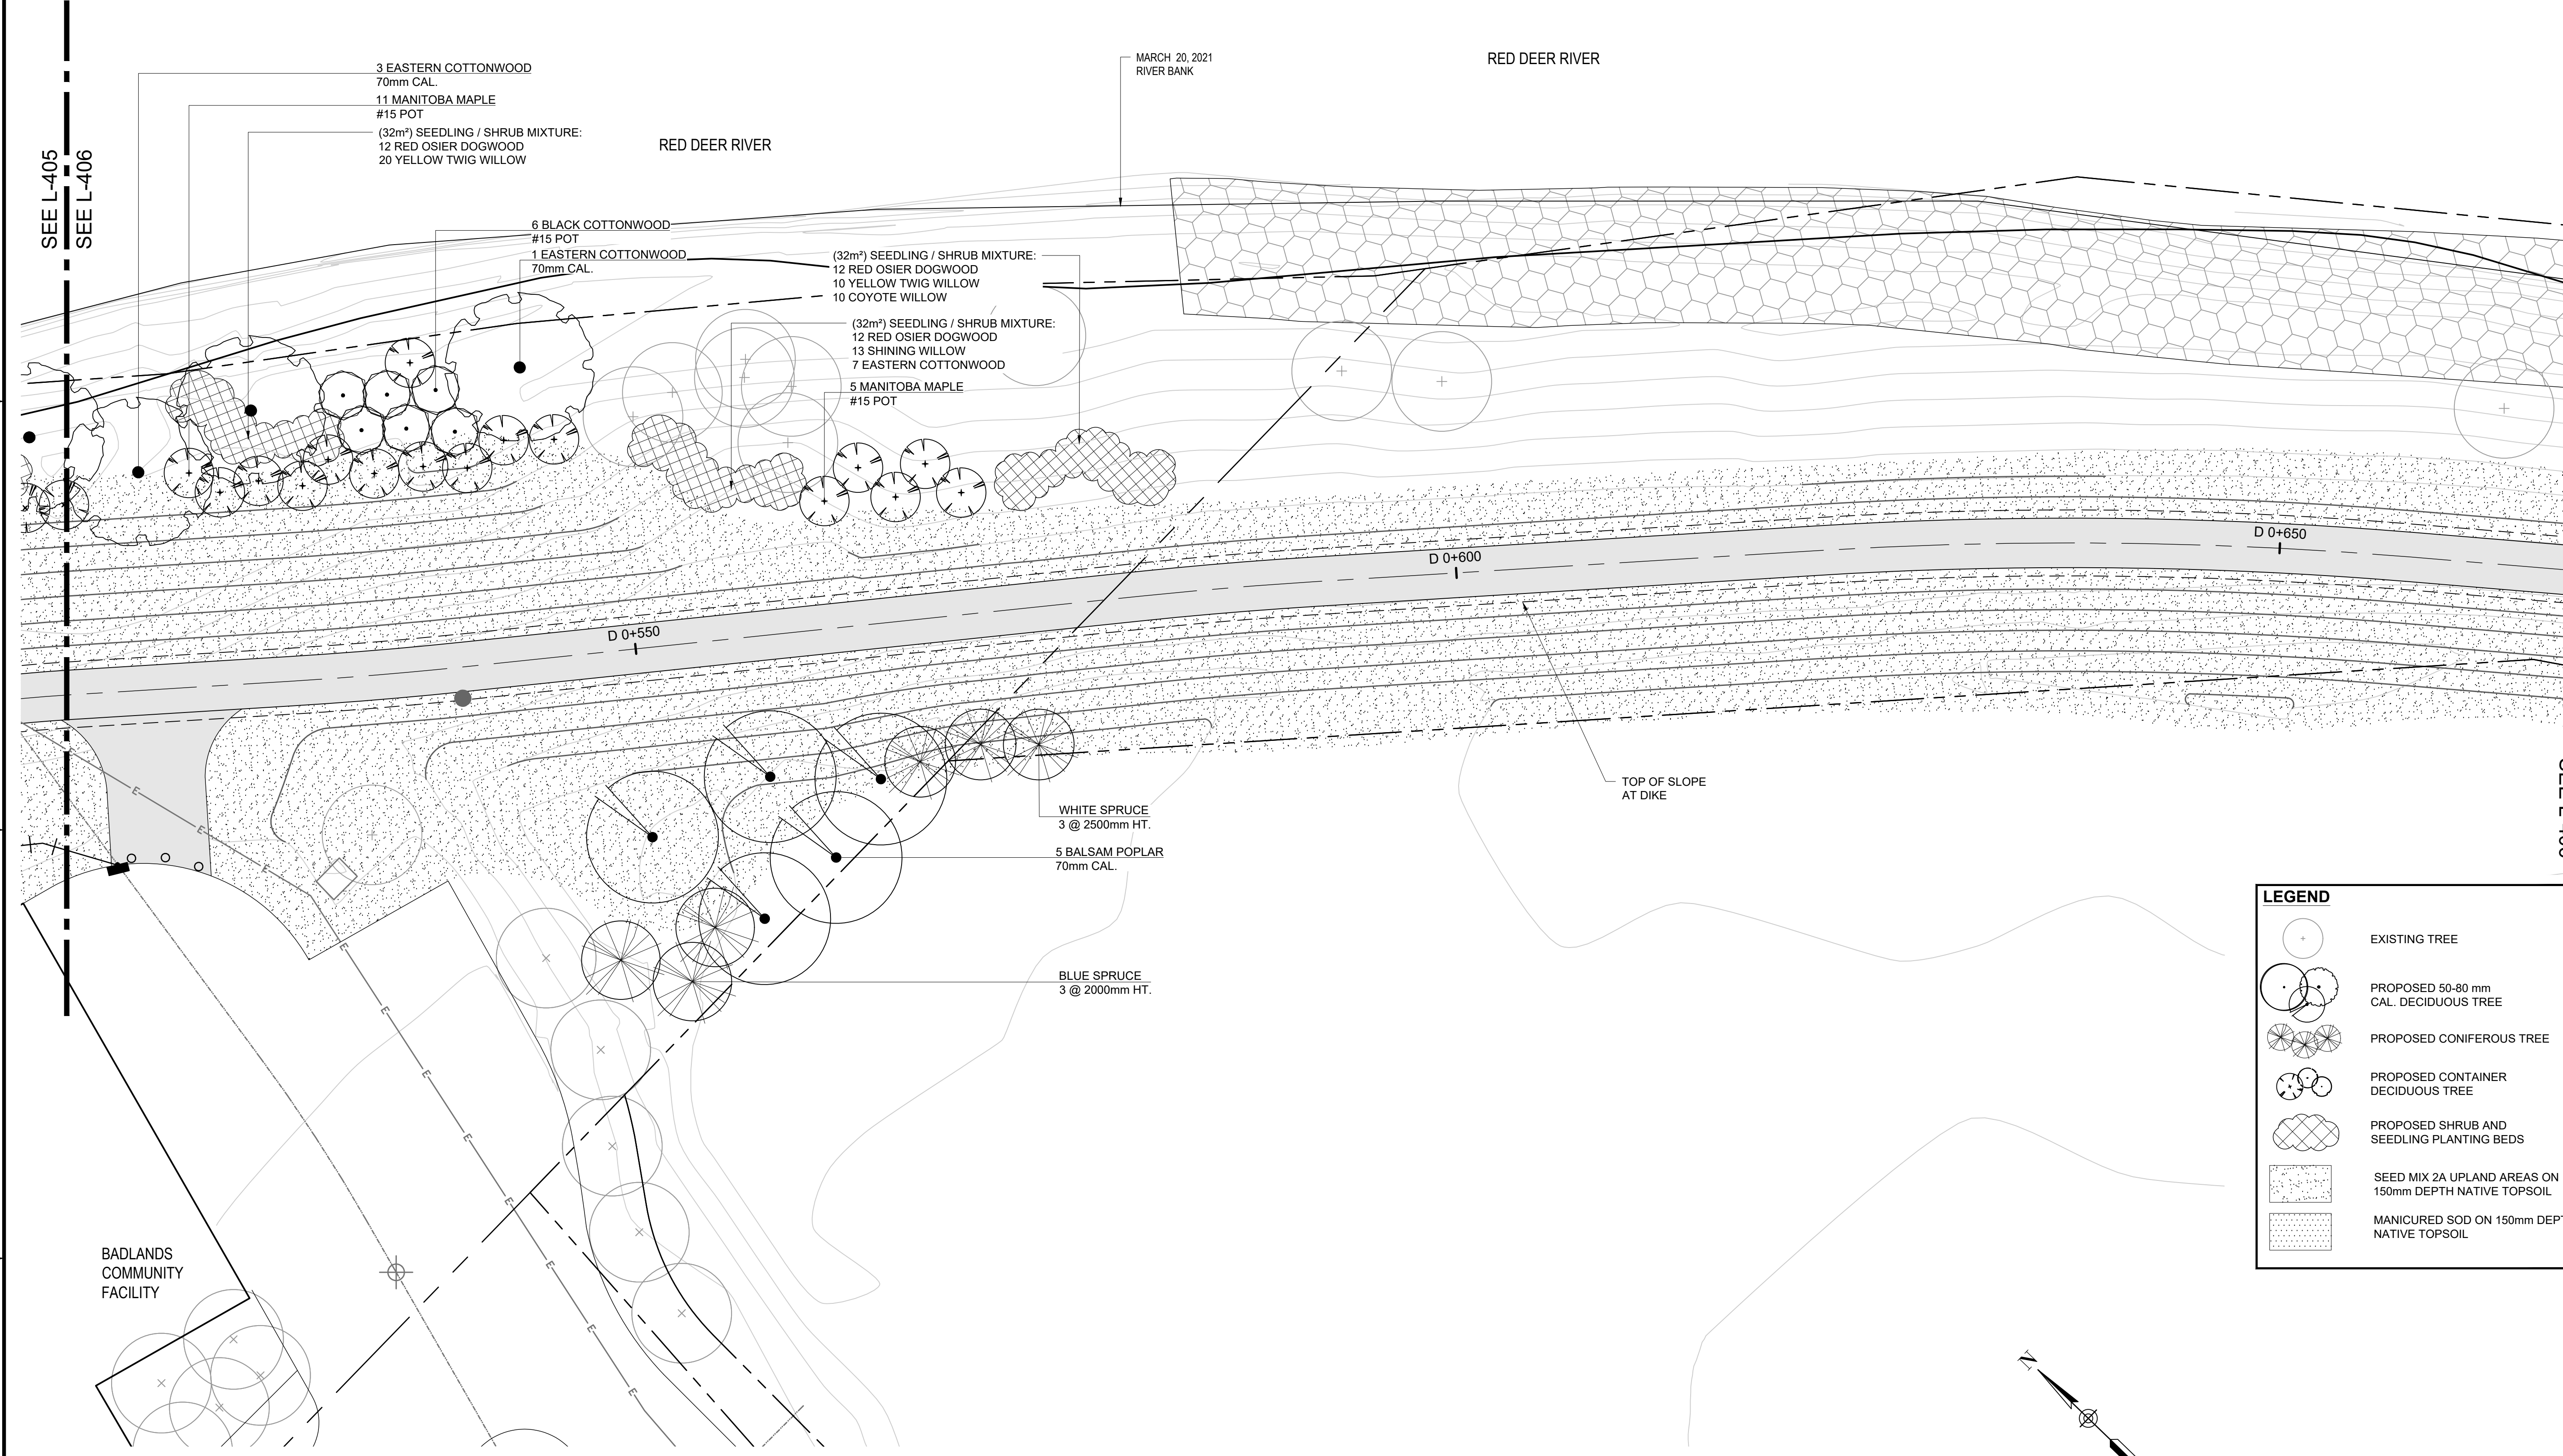 3 EASTERN COTTONWOOD
70mm CAL.
11 MANITOBA MAPLE
#15 POT
(32m²) SEEDLING / SHRUB MIXTURE:
12 RED OSIER DOGWOOD
20 YELLOW TWIG WILLOW
SEE L-405
SEE L-406
RED DEER RIVER
MARCH 20, 2021
RIVER BANK
RED DEER RIVER
6 BLACK COTTONWOOD
#15 POT
1 EASTERN COTTONWOOD
70mm CAL.
(32m²) SEEDLING / SHRUB MIXTURE:
12 RED OSIER DOGWOOD
10 YELLOW TWIG WILLOW
10 COYOTE WILLOW
(32m²) SEEDLING / SHRUB MIXTURE:
12 RED OSIER DOGWOOD
13 SHINING WILLOW
7 EASTERN COTTONWOOD
5 MANITOBA MAPLE
#15 POT
D 0+550
D 0+600
D 0+650
TOP OF SLOPE
AT DIKE
WHITE SPRUCE
3 @ 2500mm HT.
5 BALSAM POPLAR
70mm CAL.
BLUE SPRUCE
3 @ 2000mm HT.
E
E
E
E
E
E
E
E
E
E
E
BADLANDS
COMMUNITY
FACILITY
LEGEND
EXISTING TREE
PROPOSED 50-80 mm
CAL. DECIDUOUS TREE
PROPOSED CONIFEROUS TREE
PROPOSED CONTAINER
DECIDUOUS TREE
PROPOSED SHRUB AND
SEEDLING PLANTING BEDS
SEED MIX 2A UPLAND AREAS ON
150mm DEPTH NATIVE TOPSOIL
MANICURED SOD ON 150mm
NATIVE TOPSOIL
N